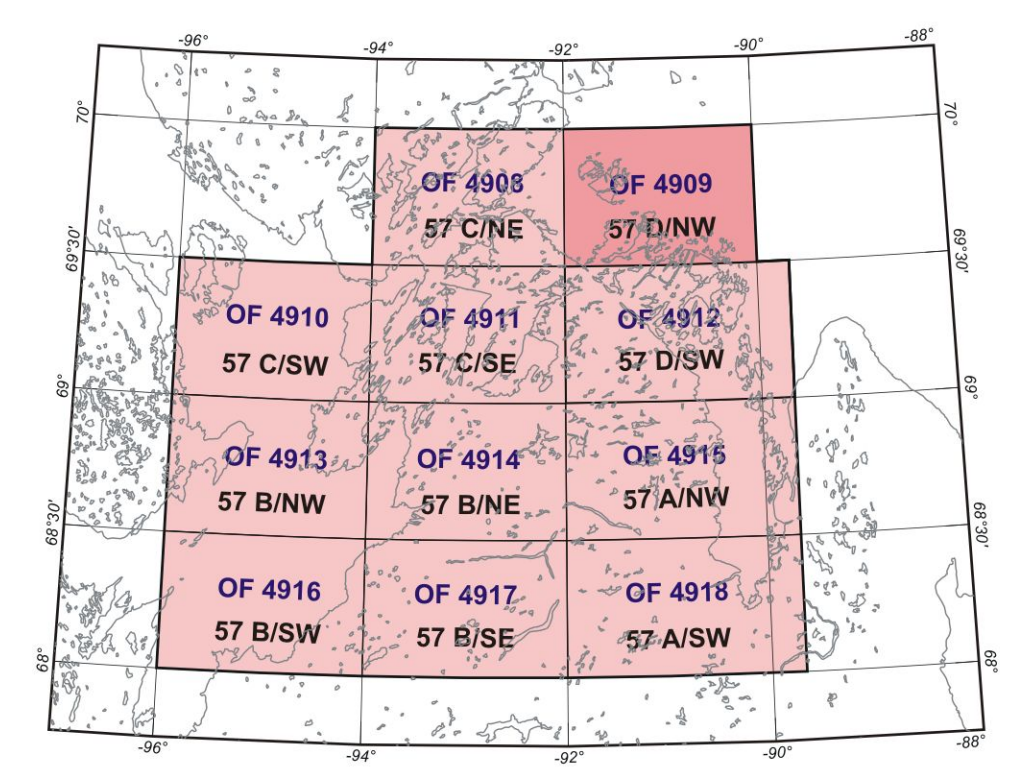 -96°
-94°
-92°
-90°
-88°
70°
70°
OF 4908
57 C/NE
OF 4909
57 D/NW
69°30'
69°30'
OF 4910
57 C/SW
OF 4911
57 C/SE
OF 4912
57 D/SW
69°
69°
OF 4913
57 B/NW
OF 4914
57 B/NE
OF 4915
57 A/NW
68°30'
68°30'
OF 4916
57 B/SW
OF 4917
57 B/SE
OF 4918
57 A/SW
68°
68°
-96°
-94°
-92°
-90°
-88°